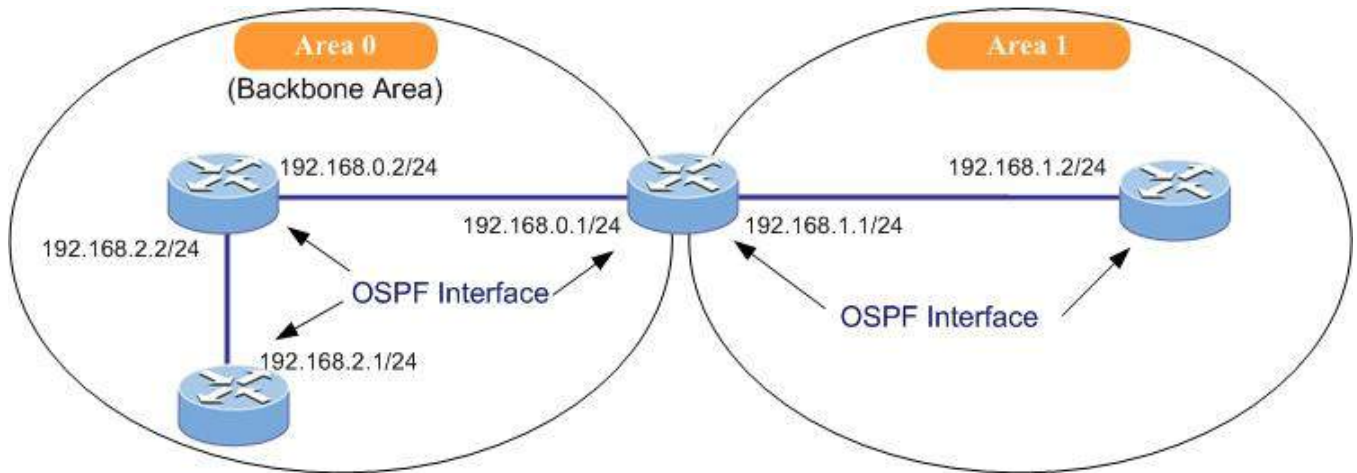 Area 0
(Backbone Area)
Area 1
192.168.0.2/24
192.168.1.2/24
192.168.0.1/24
192.168.1.1/24
192.168.2.2/24
OSPF Interface
OSPF Interface
192.168.2.1/24